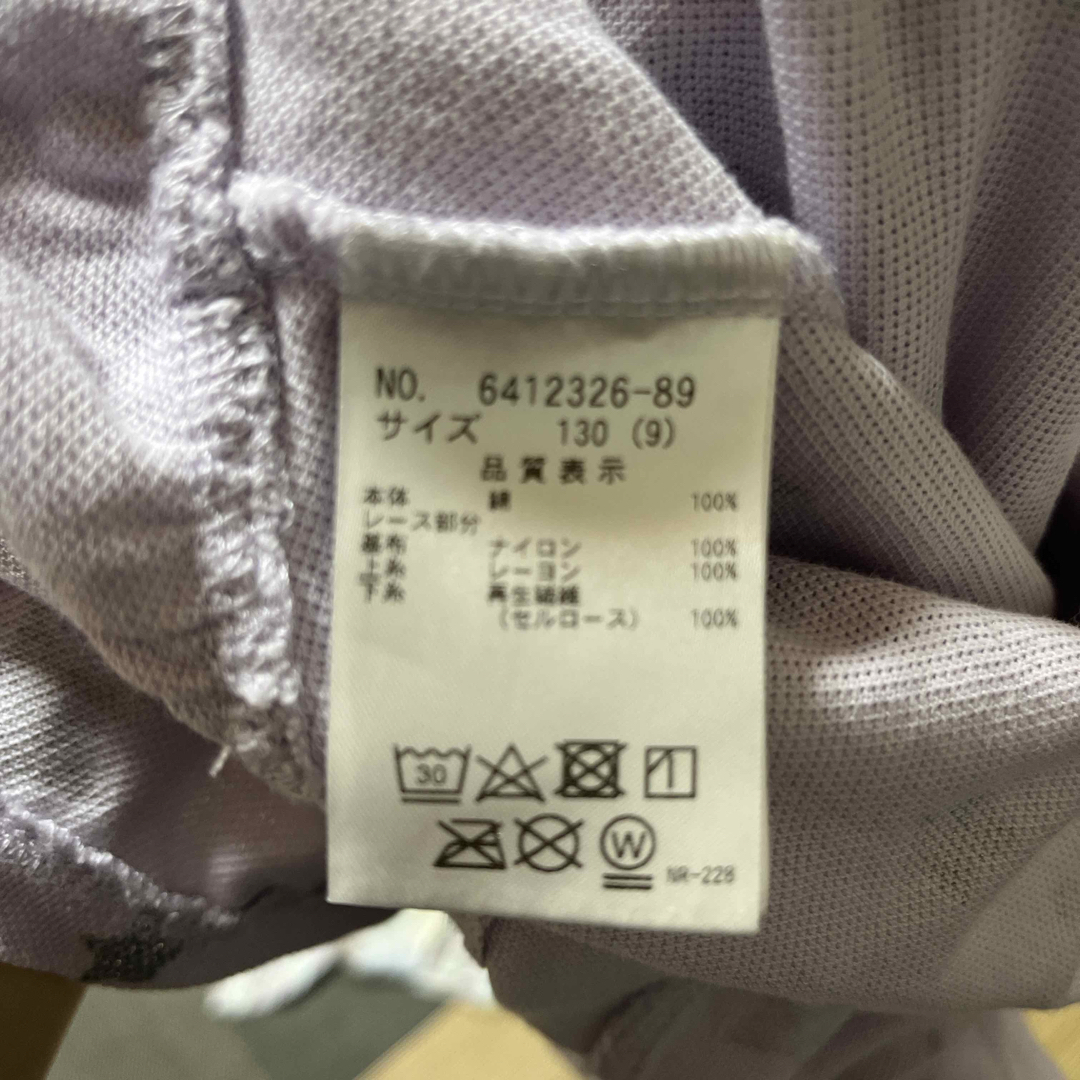 NO. 6412326-89
サイズ 130 (9)
品質表示
本体 綿 100%
レース部分
基布 ナイロン 100%
上糸 レーヨン 100%
下糸 再生繊維
(セルロース) 100%
30
W
NR-228